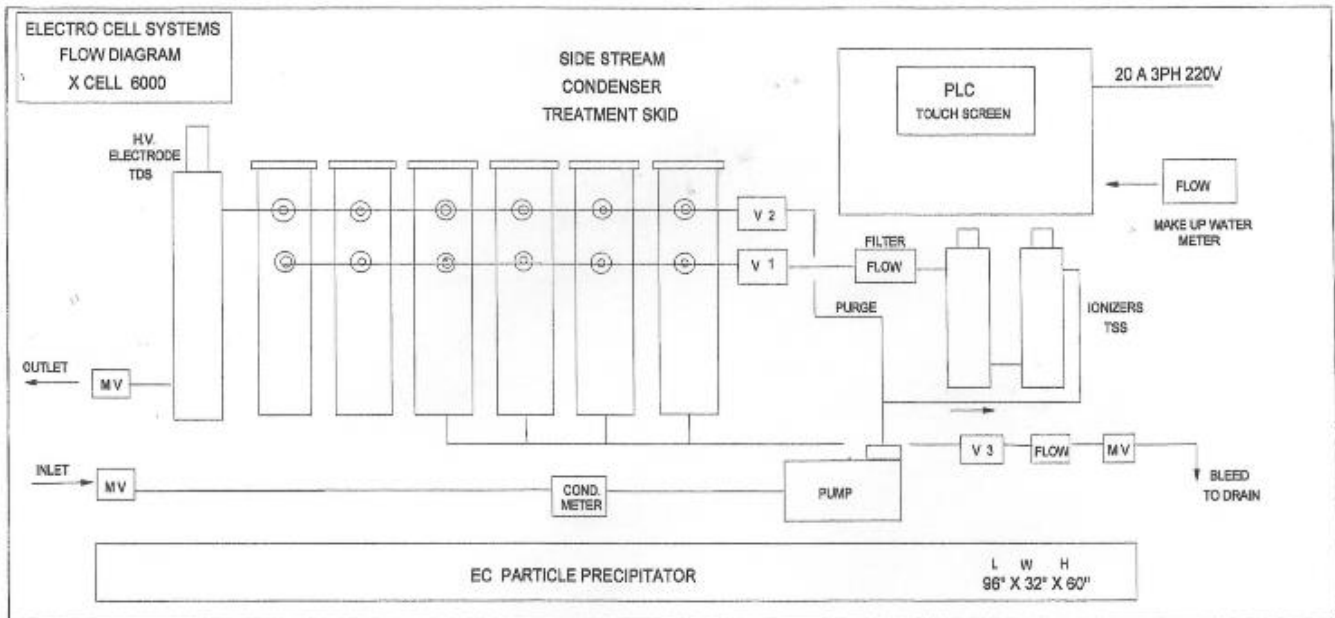 ELECTRO CELL SYSTEMS
FLOW DIAGRAM
X CELL 6000
SIDE STREAM
CONDENSER
TREATMENT SKID
PLC
TOUCH SCREEN
20 A 3PH 220V
H.V.
ELECTRODE
TDS
FLOW
MAKE UP WATER
METER
V 2
V 1
FILTER
FLOW
PURGE
IONIZERS
TSS
OUTLET
MV
INLET
MV
COND.
METER
PUMP
V 3
FLOW
MV
BLEED
TO DRAIN
EC PARTICLE PRECIPITATOR
L W H
96" X 32" X 60"